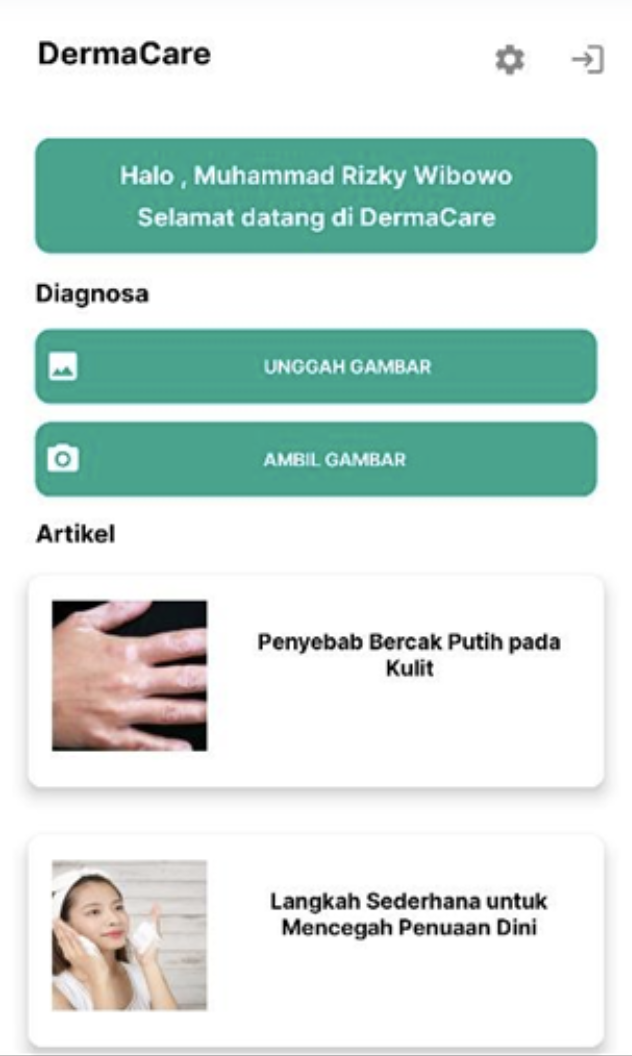 DermaCare
Halo , Muhammad Rizky Wibowo
Selamat datang di DermaCare
Diagnosa
UNGGAH GAMBAR
AMBIL GAMBAR
Artikel
Penyebab Bercak Putih pada
Kulit
Langkah Sederhana untuk
Mencegah Penuaan Dini